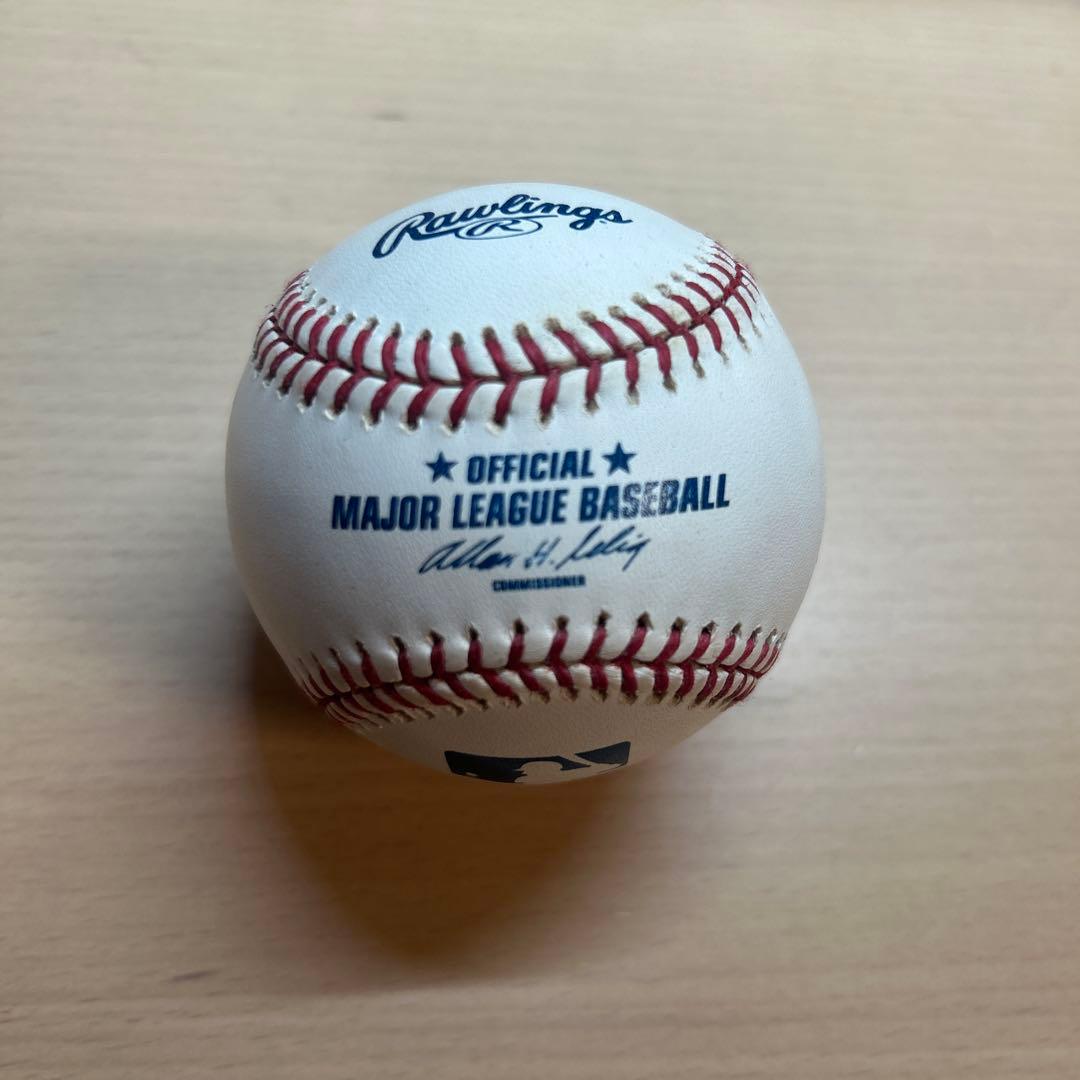 Rawlings
R
★ OFFICIAL ★
MAJOR LEAGUE BASEBALL
Allan H. Selig
COMMISSIONER